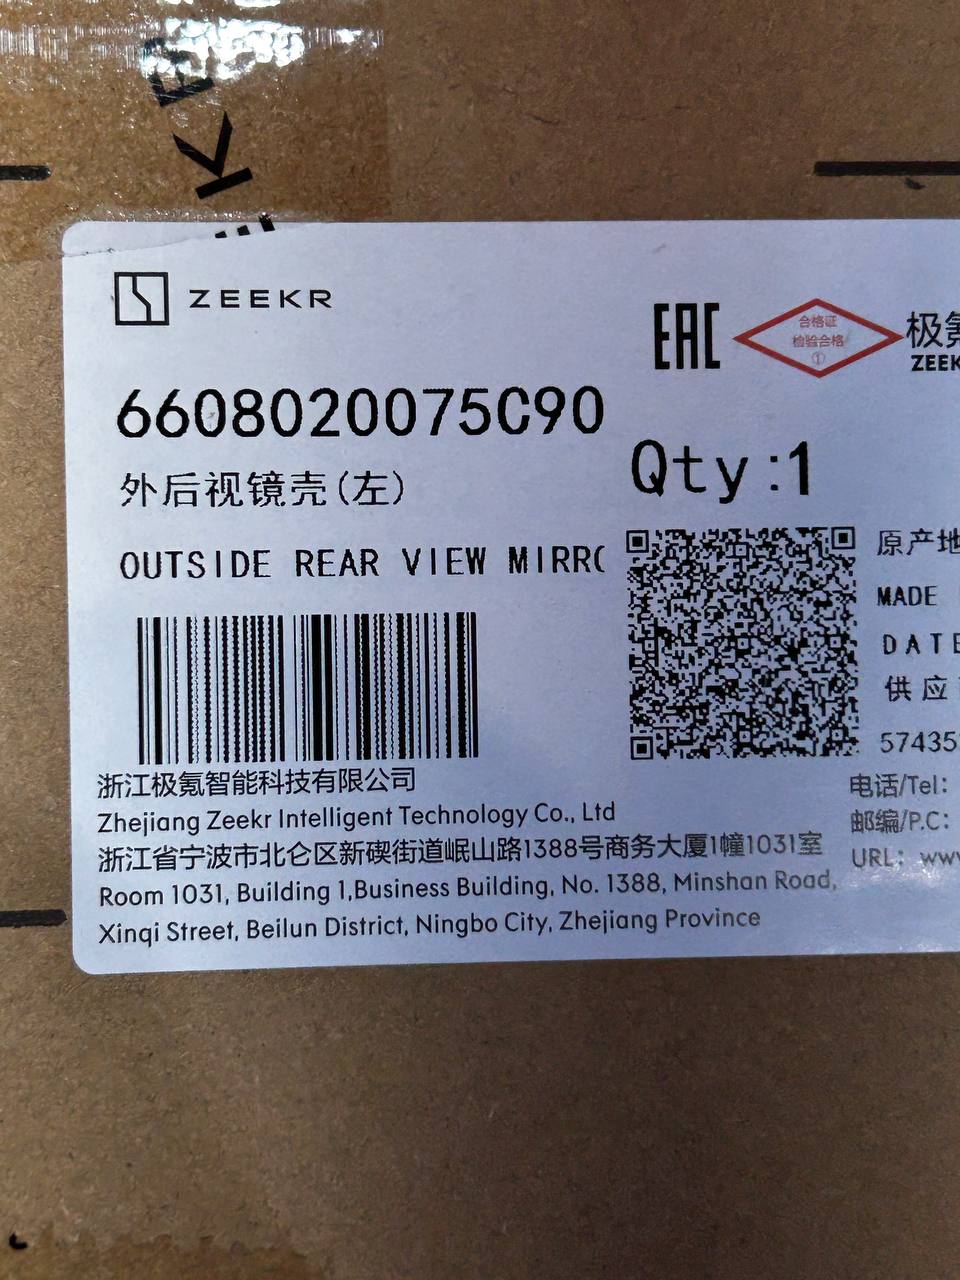 ZEEKR
EAC
合格证
检验合格
①
极氪
ZEEK
6608020075C90
外后视镜壳(左)
Qty:1
OUTSIDE REAR VIEW MIRRO
原产地
MADE
DATE
供应
57435
浙江极氪智能科技有限公司
Zhejiang Zeekr Intelligent Technology Co., Ltd
浙江省宁波市北仑区新碶街道岷山路1388号商务大厦1幢1031室
Room 1031, Building 1,Business Building, No. 1388, Minshan Road,
Xinqi Street, Beilun District, Ningbo City, Zhejiang Province
电话/Tel:
邮编/P.C:
URL: www